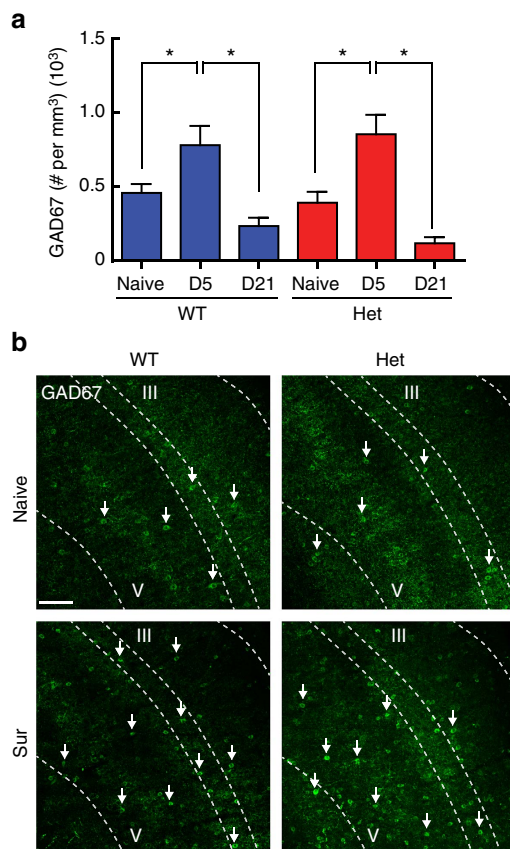 a
GAD67 (# per mm³) (10³)
1.5
1.0
0.5
0
* * * *
Naive D5 D21 Naive D5 D21
WT Het
b
WT Het
Naive
GAD67 III III
V V
Sur
III III
V V